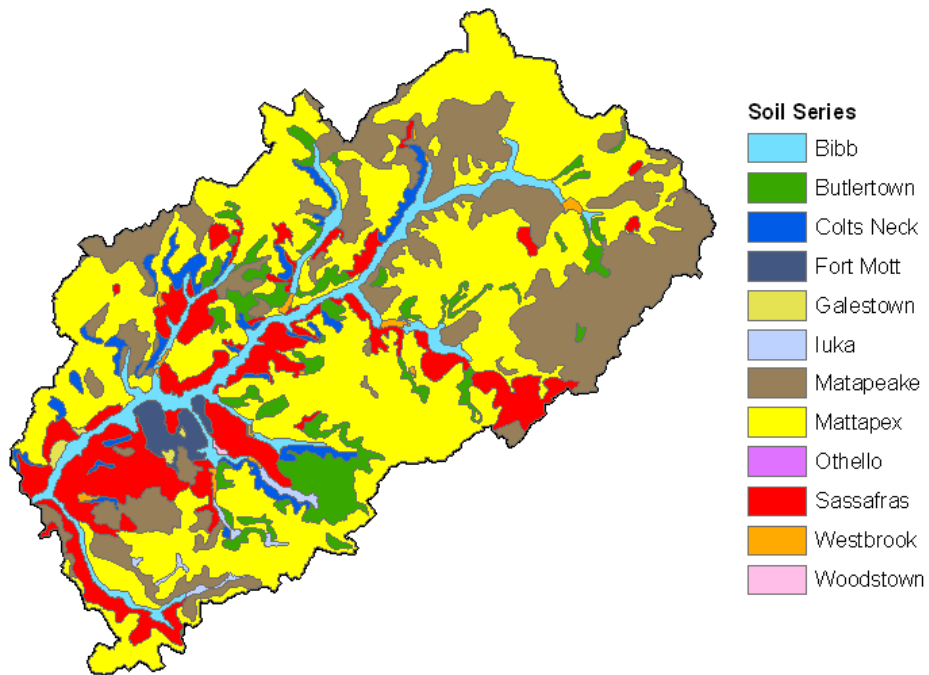 Soil Series
Bibb
Butlertown
Colts Neck
Fort Mott
Galestown
Iuka
Matapeake
Mattapex
Othello
Sassafras
Westbrook
Woodstown